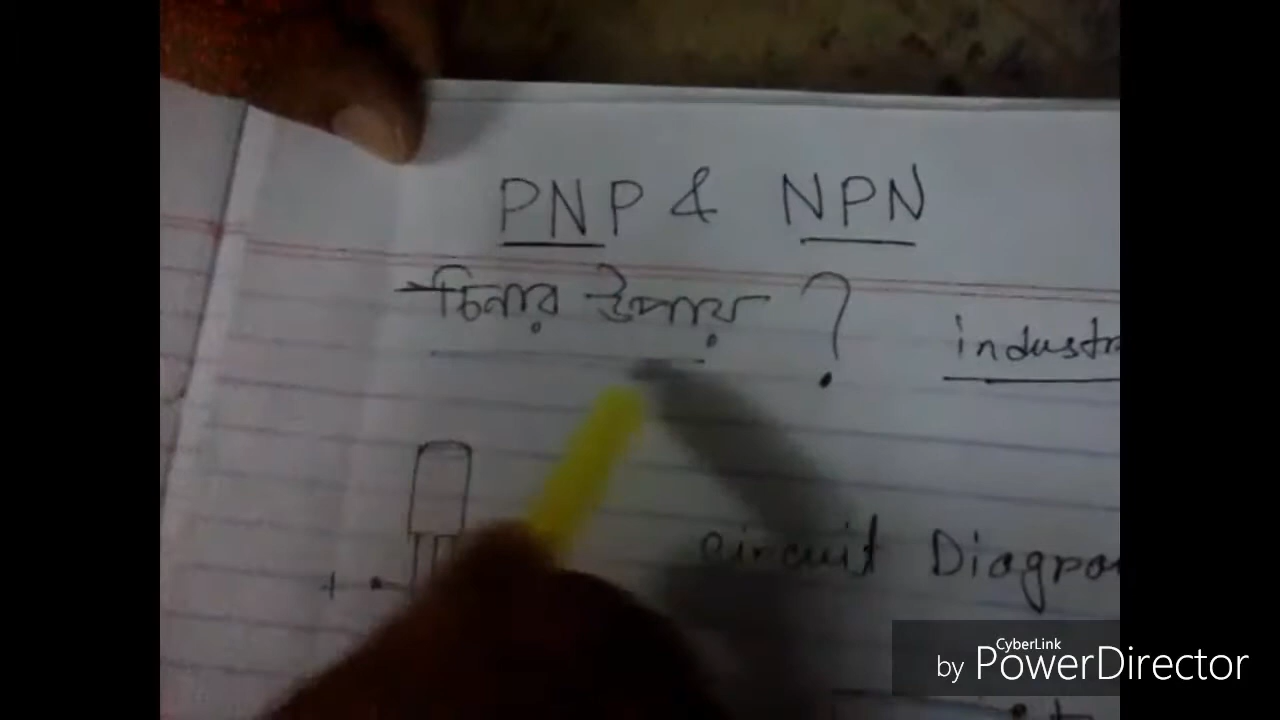 PNP & NPN
চিনার উপায় ?
industr
circuit Diagra
+
CyberLink
by PowerDirector